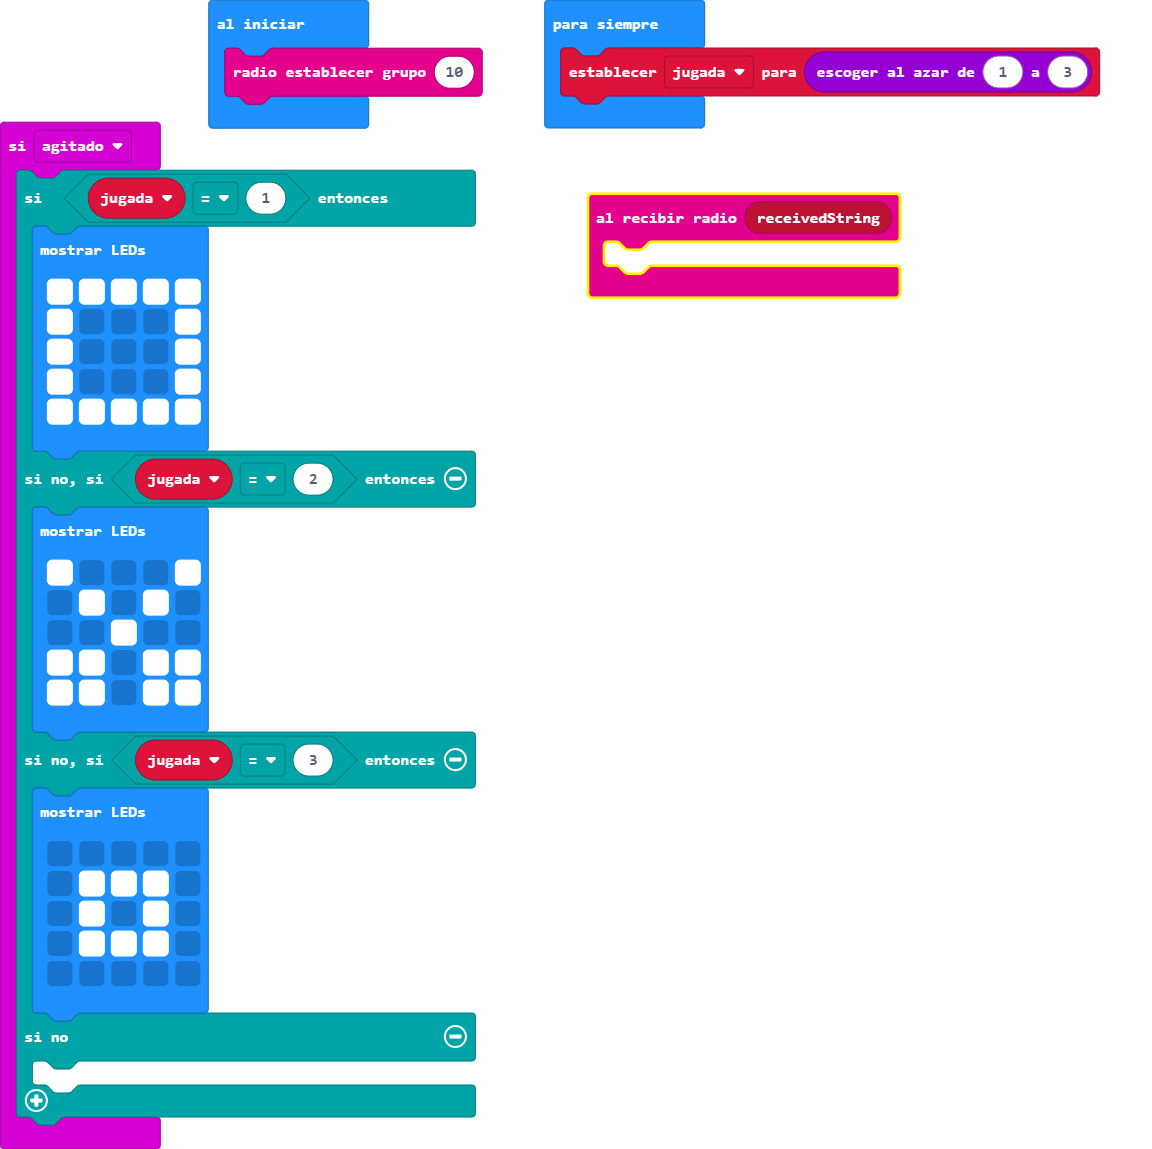 al iniciar
radio establecer grupo 10
para siempre
establecer jugada para escoger al azar de 1 a 3
si agitado
si jugada = 1 entonces
mostrar LEDs
si no, si jugada = 2 entonces
mostrar LEDs
si no, si jugada = 3 entonces
mostrar LEDs
si no
al recibir radio receivedString